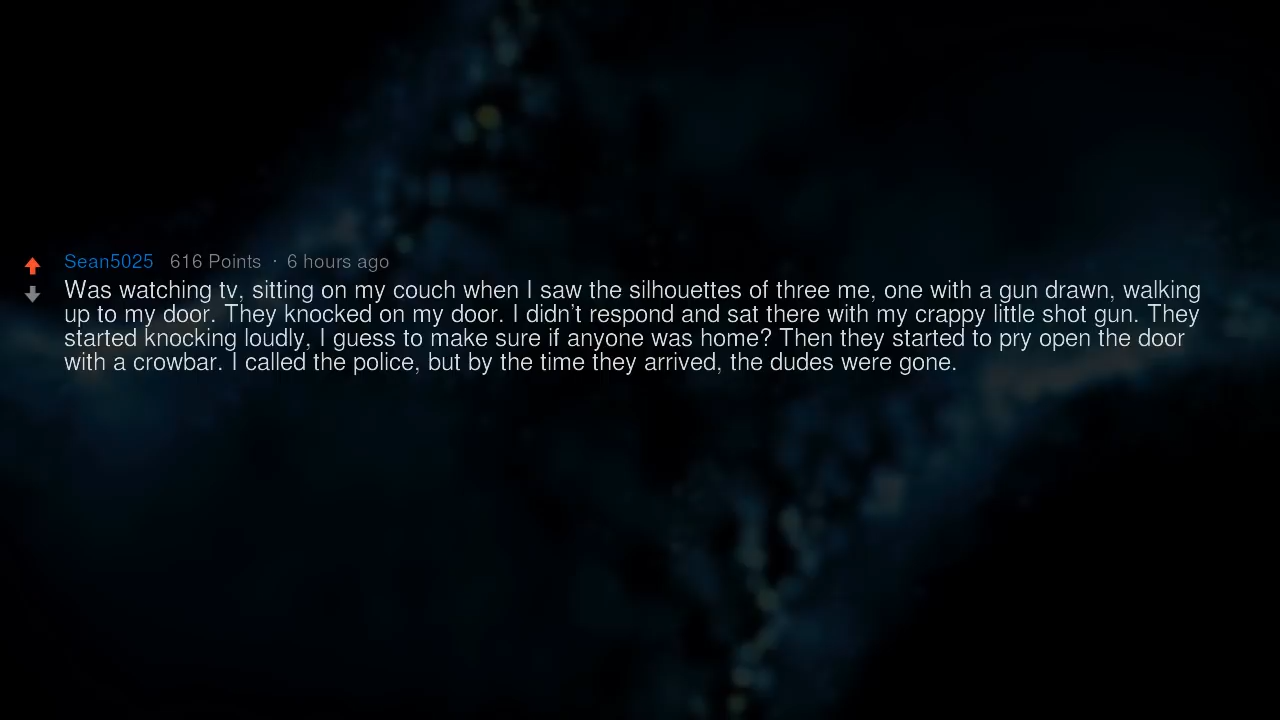 Sean5025 616 Points · 6 hours ago
Was watching tv, sitting on my couch when I saw the silhouettes of three me, one with a gun drawn, walking
up to my door. They knocked on my door. I didn't respond and sat there with my crappy little shot gun. They
started knocking loudly, I guess to make sure if anyone was home? Then they started to pry open the door
with a crowbar. I called the police, but by the time they arrived, the dudes were gone.